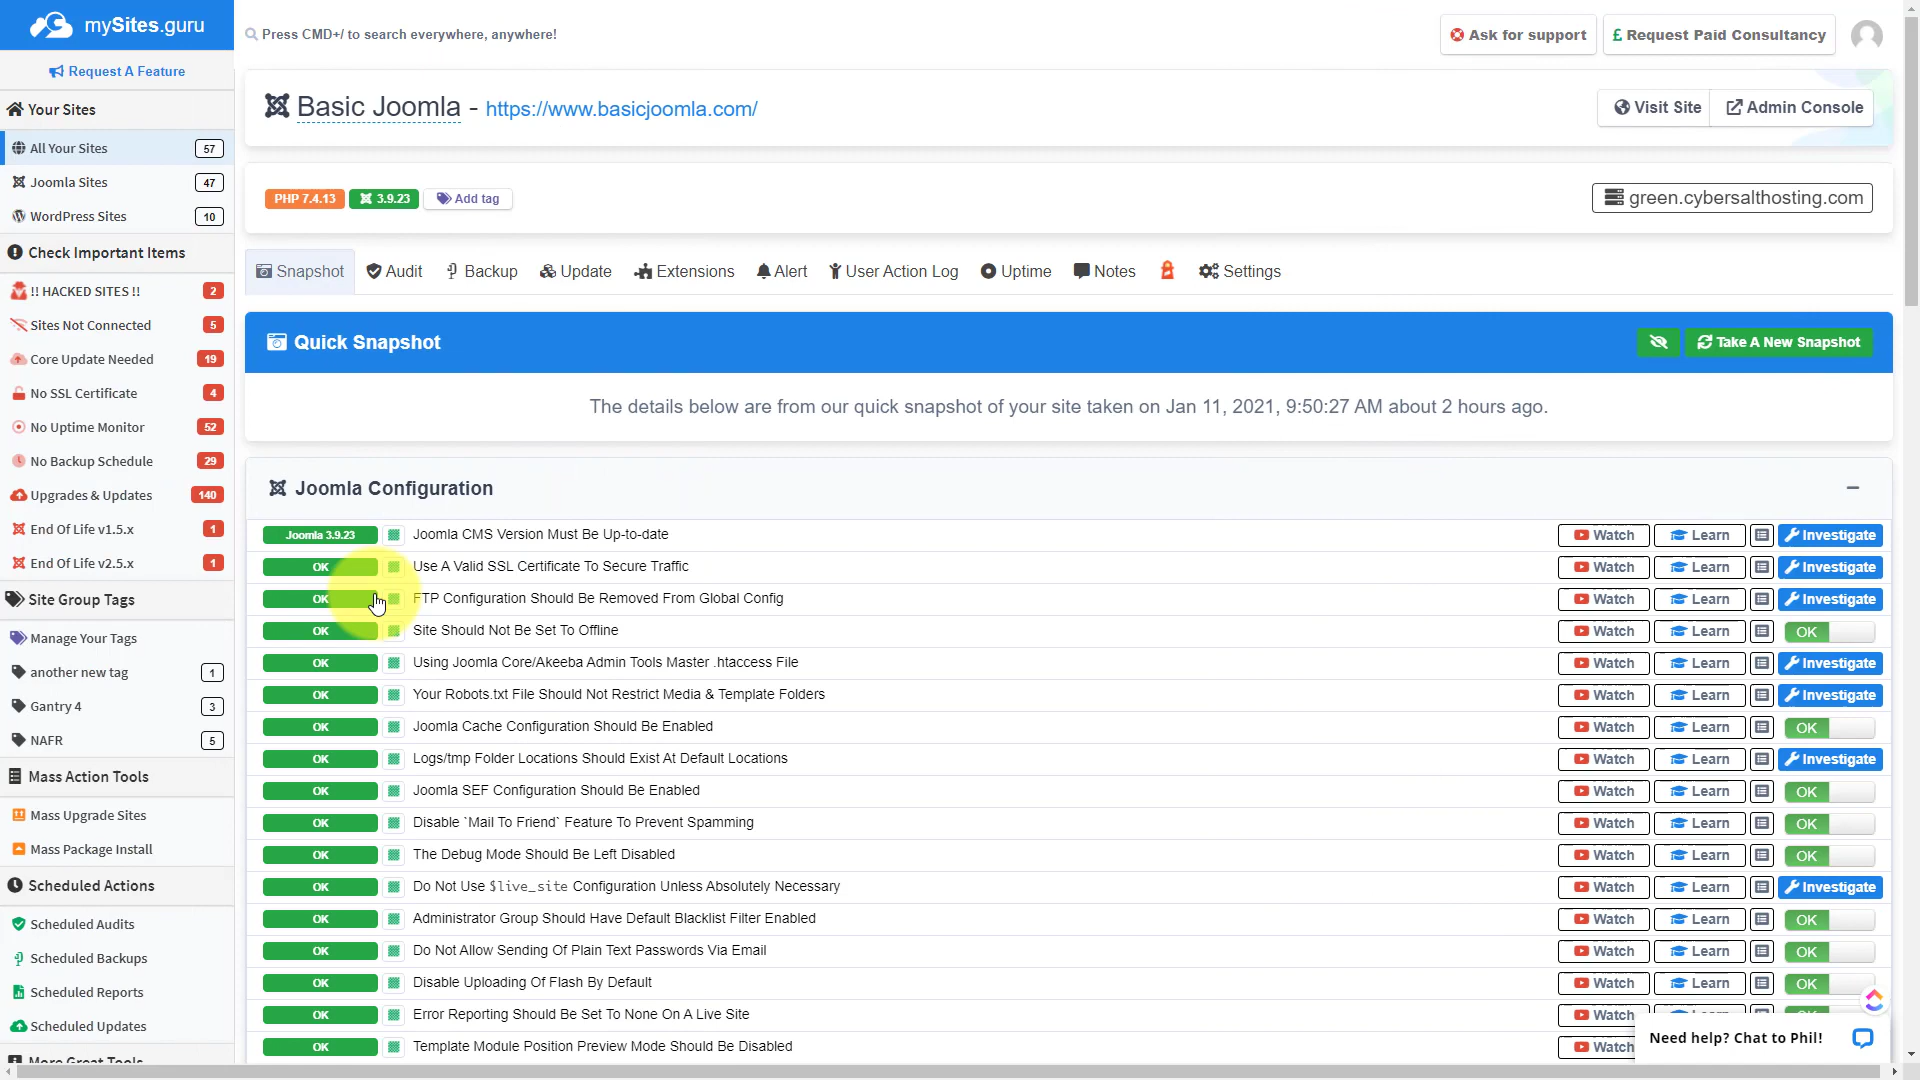 mySites.guru
Press CMD+/ to search everywhere, anywhere!
Ask for support
£ Request Paid Consultancy
Request A Feature
Your Sites
All Your Sites 57
Joomla Sites 47
WordPress Sites 10
Check Important Items
!! HACKED SITES !! 2
Sites Not Connected 5
Core Update Needed 19
No SSL Certificate 4
No Uptime Monitor 52
No Backup Schedule 29
Upgrades & Updates 140
End Of Life v1.5.x 1
End Of Life v2.5.x 1
Site Group Tags
Manage Your Tags
another new tag 1
Gantry 4 3
NAFR 5
Mass Action Tools
Mass Upgrade Sites
Mass Package Install
Scheduled Actions
Scheduled Audits
Scheduled Backups
Scheduled Reports
Scheduled Updates
More Great Tools
Basic Joomla - https://www.basicjoomla.com/
Visit Site Admin Console
PHP 7.4.13 3.9.23 Add tag
green.cybersalthosting.com
Snapshot Audit Backup Update Extensions Alert User Action Log Uptime Notes Settings
Quick Snapshot
Take A New Snapshot
The details below are from our quick snapshot of your site taken on Jan 11, 2021, 9:50:27 AM about 2 hours ago.
Joomla Configuration
Joomla 3.9.23 Joomla CMS Version Must Be Up-to-date Watch Learn Investigate
OK Use A Valid SSL Certificate To Secure Traffic Watch Learn Investigate
OK FTP Configuration Should Be Removed From Global Config Watch Learn Investigate
OK Site Should Not Be Set To Offline Watch Learn OK
OK Using Joomla Core/Akeeba Admin Tools Master .htaccess File Watch Learn Investigate
OK Your Robots.txt File Should Not Restrict Media & Template Folders Watch Learn Investigate
OK Joomla Cache Configuration Should Be Enabled Watch Learn OK
OK Logs/tmp Folder Locations Should Exist At Default Locations Watch Learn Investigate
OK Joomla SEF Configuration Should Be Enabled Watch Learn OK
OK Disable `Mail To Friend` Feature To Prevent Spamming Watch Learn OK
OK The Debug Mode Should Be Left Disabled Watch Learn OK
OK Do Not Use $live_site Configuration Unless Absolutely Necessary Watch Learn Investigate
OK Administrator Group Should Have Default Blacklist Filter Enabled Watch Learn OK
OK Do Not Allow Sending Of Plain Text Passwords Via Email Watch Learn OK
OK Disable Uploading Of Flash By Default Watch Learn OK
OK Error Reporting Should Be Set To None On A Live Site Watch
OK Template Module Position Preview Mode Should Be Disabled Watch
Need help? Chat to Phil!